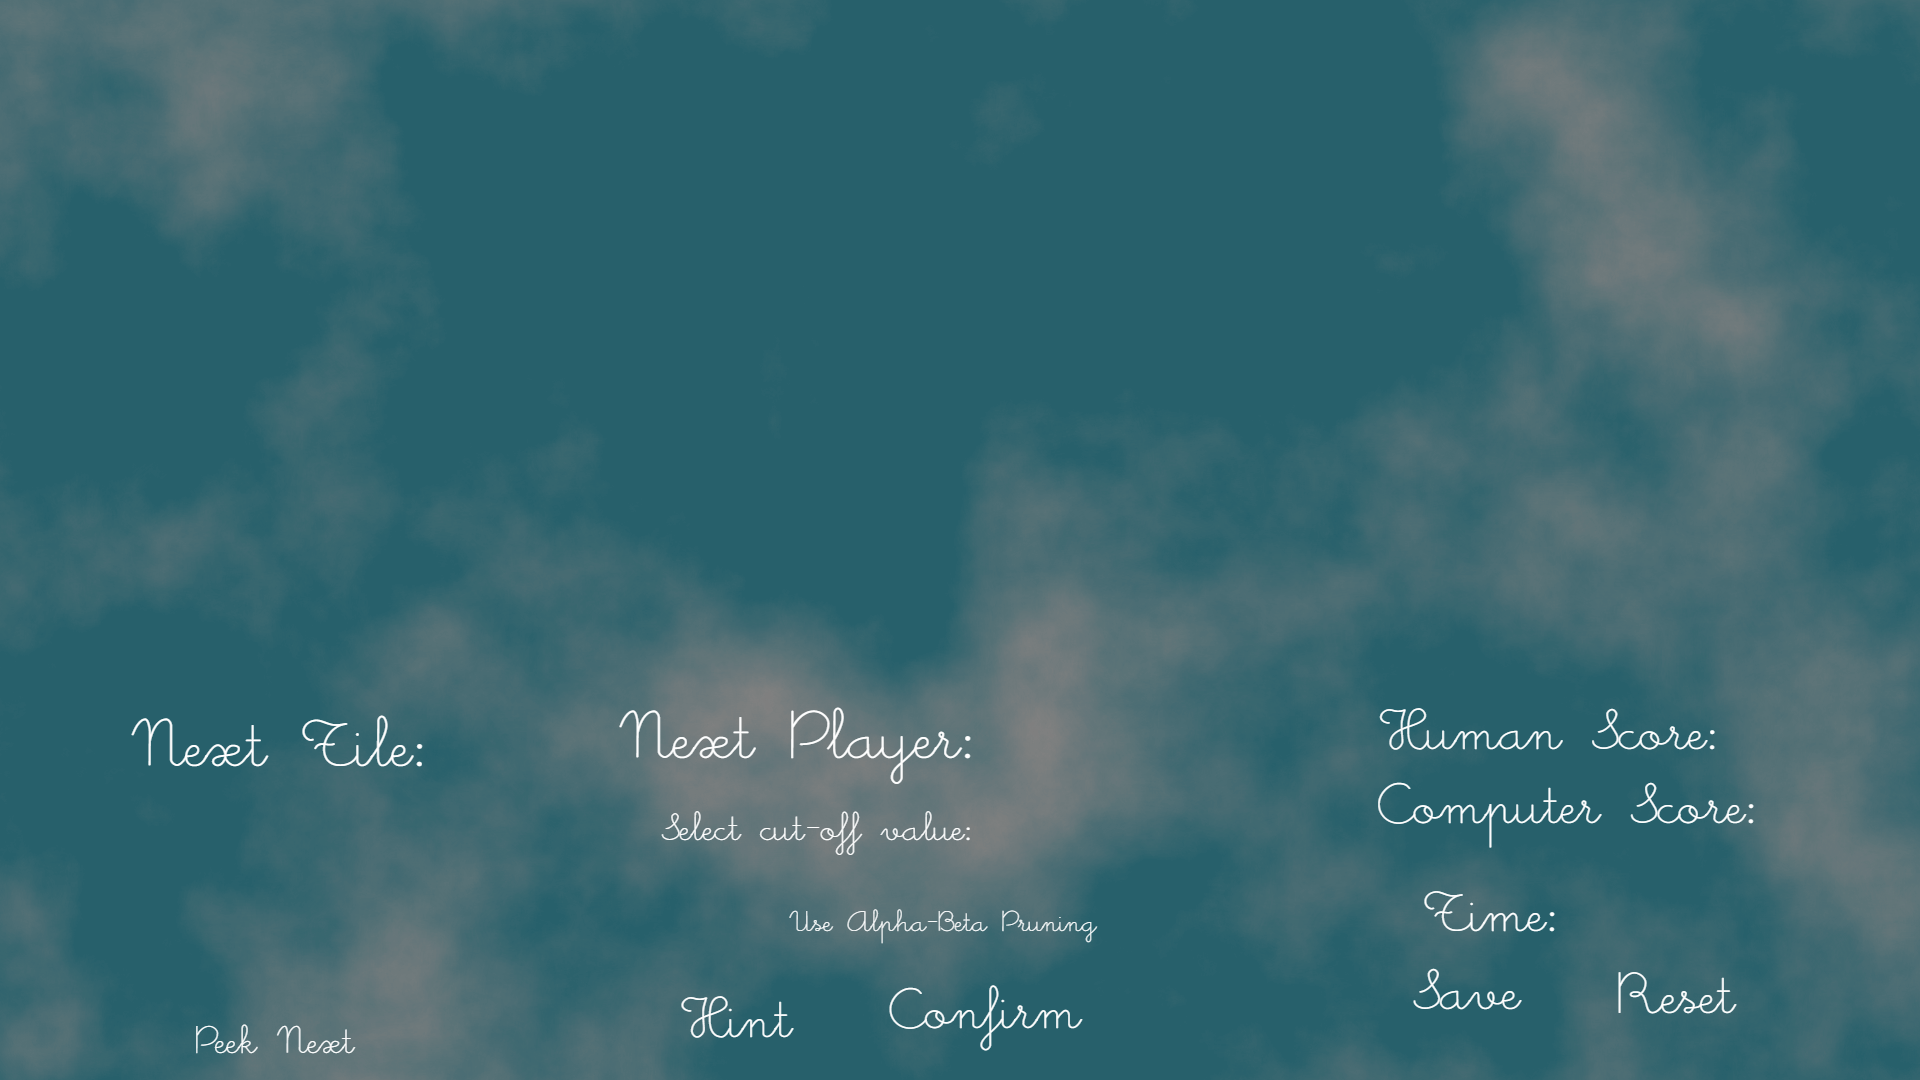 Next Tile:
Next Player:
Human Score:
Computer Score:
Select cut-off value:
Use Alpha-Beta Pruning
Time:
Save
Reset
Hint
Confirm
Peek Next